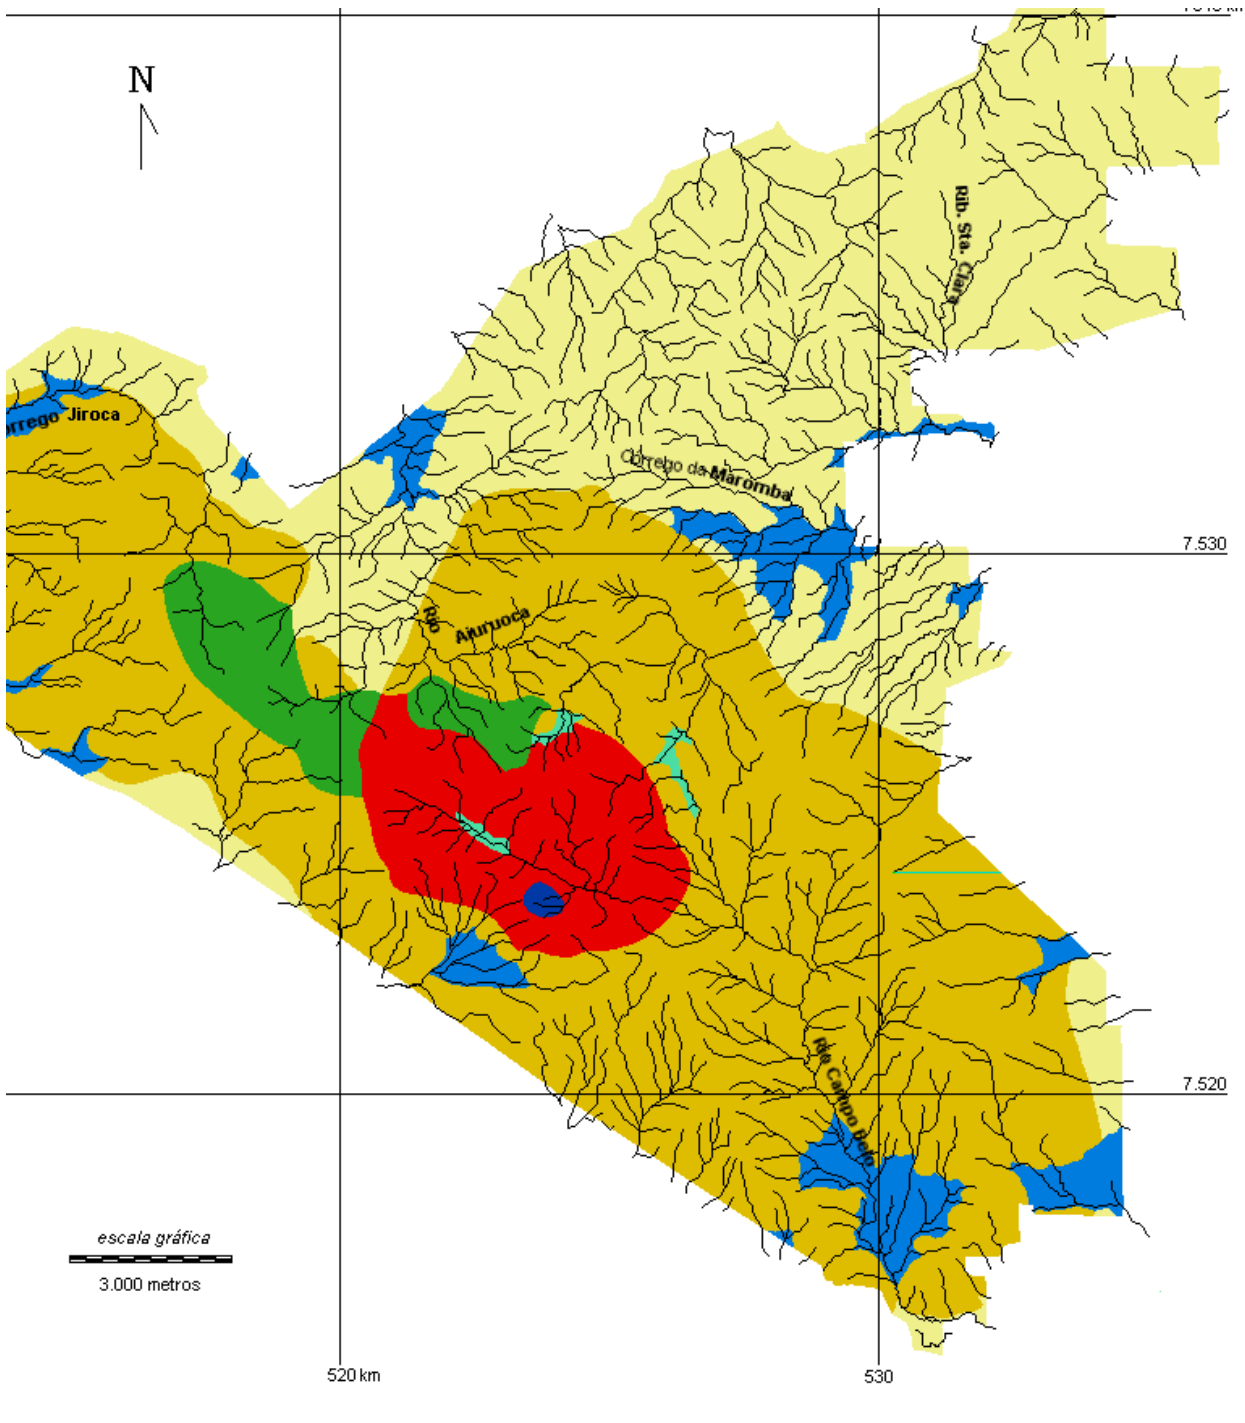 N
Rib. Sta. Clara
orrego Jiroca
Córrego da Maromba
7.530
Rio Aiuruoca
7.520
Rio Campo Belo
escala gráfica
3.000 metros
520 km
530